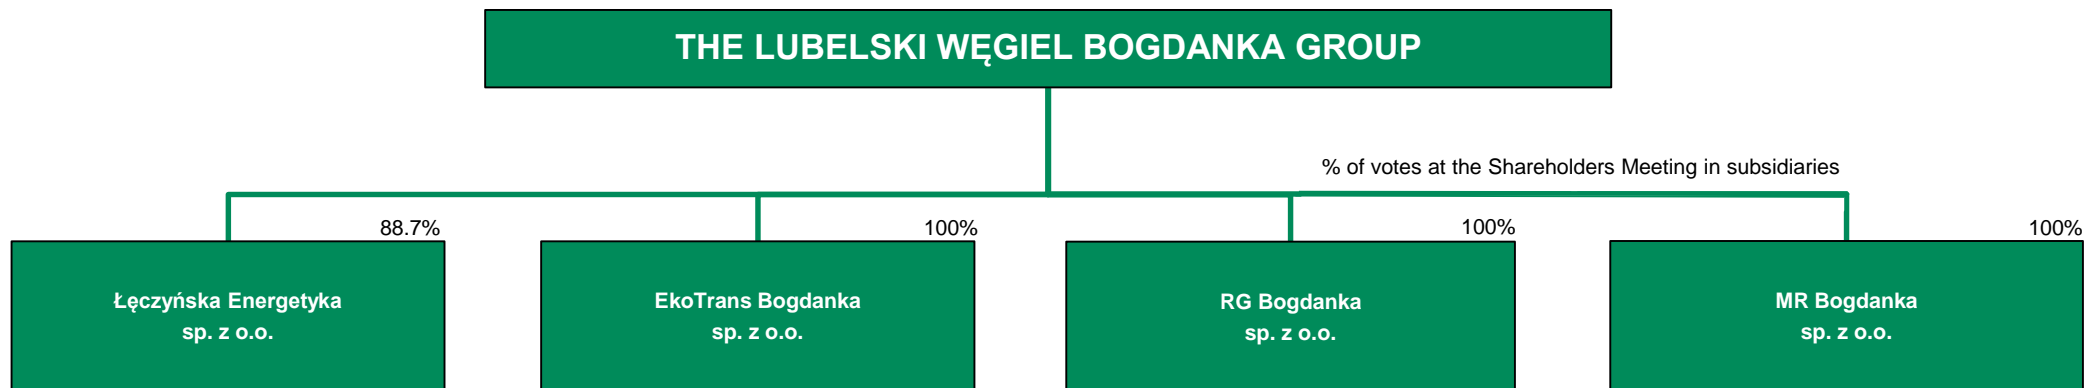 THE LUBELSKI WĘGIEL BOGDANKA GROUP
% of votes at the Shareholders Meeting in subsidiaries
88.7%
100%
100%
100%
Łęczyńska Energetyka
sp. z o.o.
EkoTrans Bogdanka
sp. z o.o.
RG Bogdanka
sp. z o.o.
MR Bogdanka
sp. z o.o.